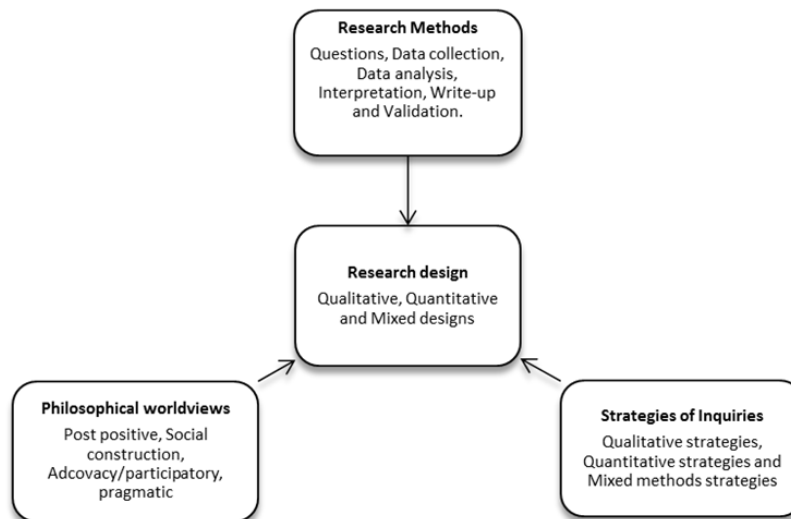 Research Methods
Questions, Data collection,
Data analysis,
Interpretation, Write-up
and Validation.
Research design
Qualitative, Quantitative
and Mixed designs
Philosophical worldviews
Post positive, Social
construction,
Adcovacy/participatory,
pragmatic
Strategies of Inquiries
Qualitative strategies,
Quantitative strategies and
Mixed methods strategies